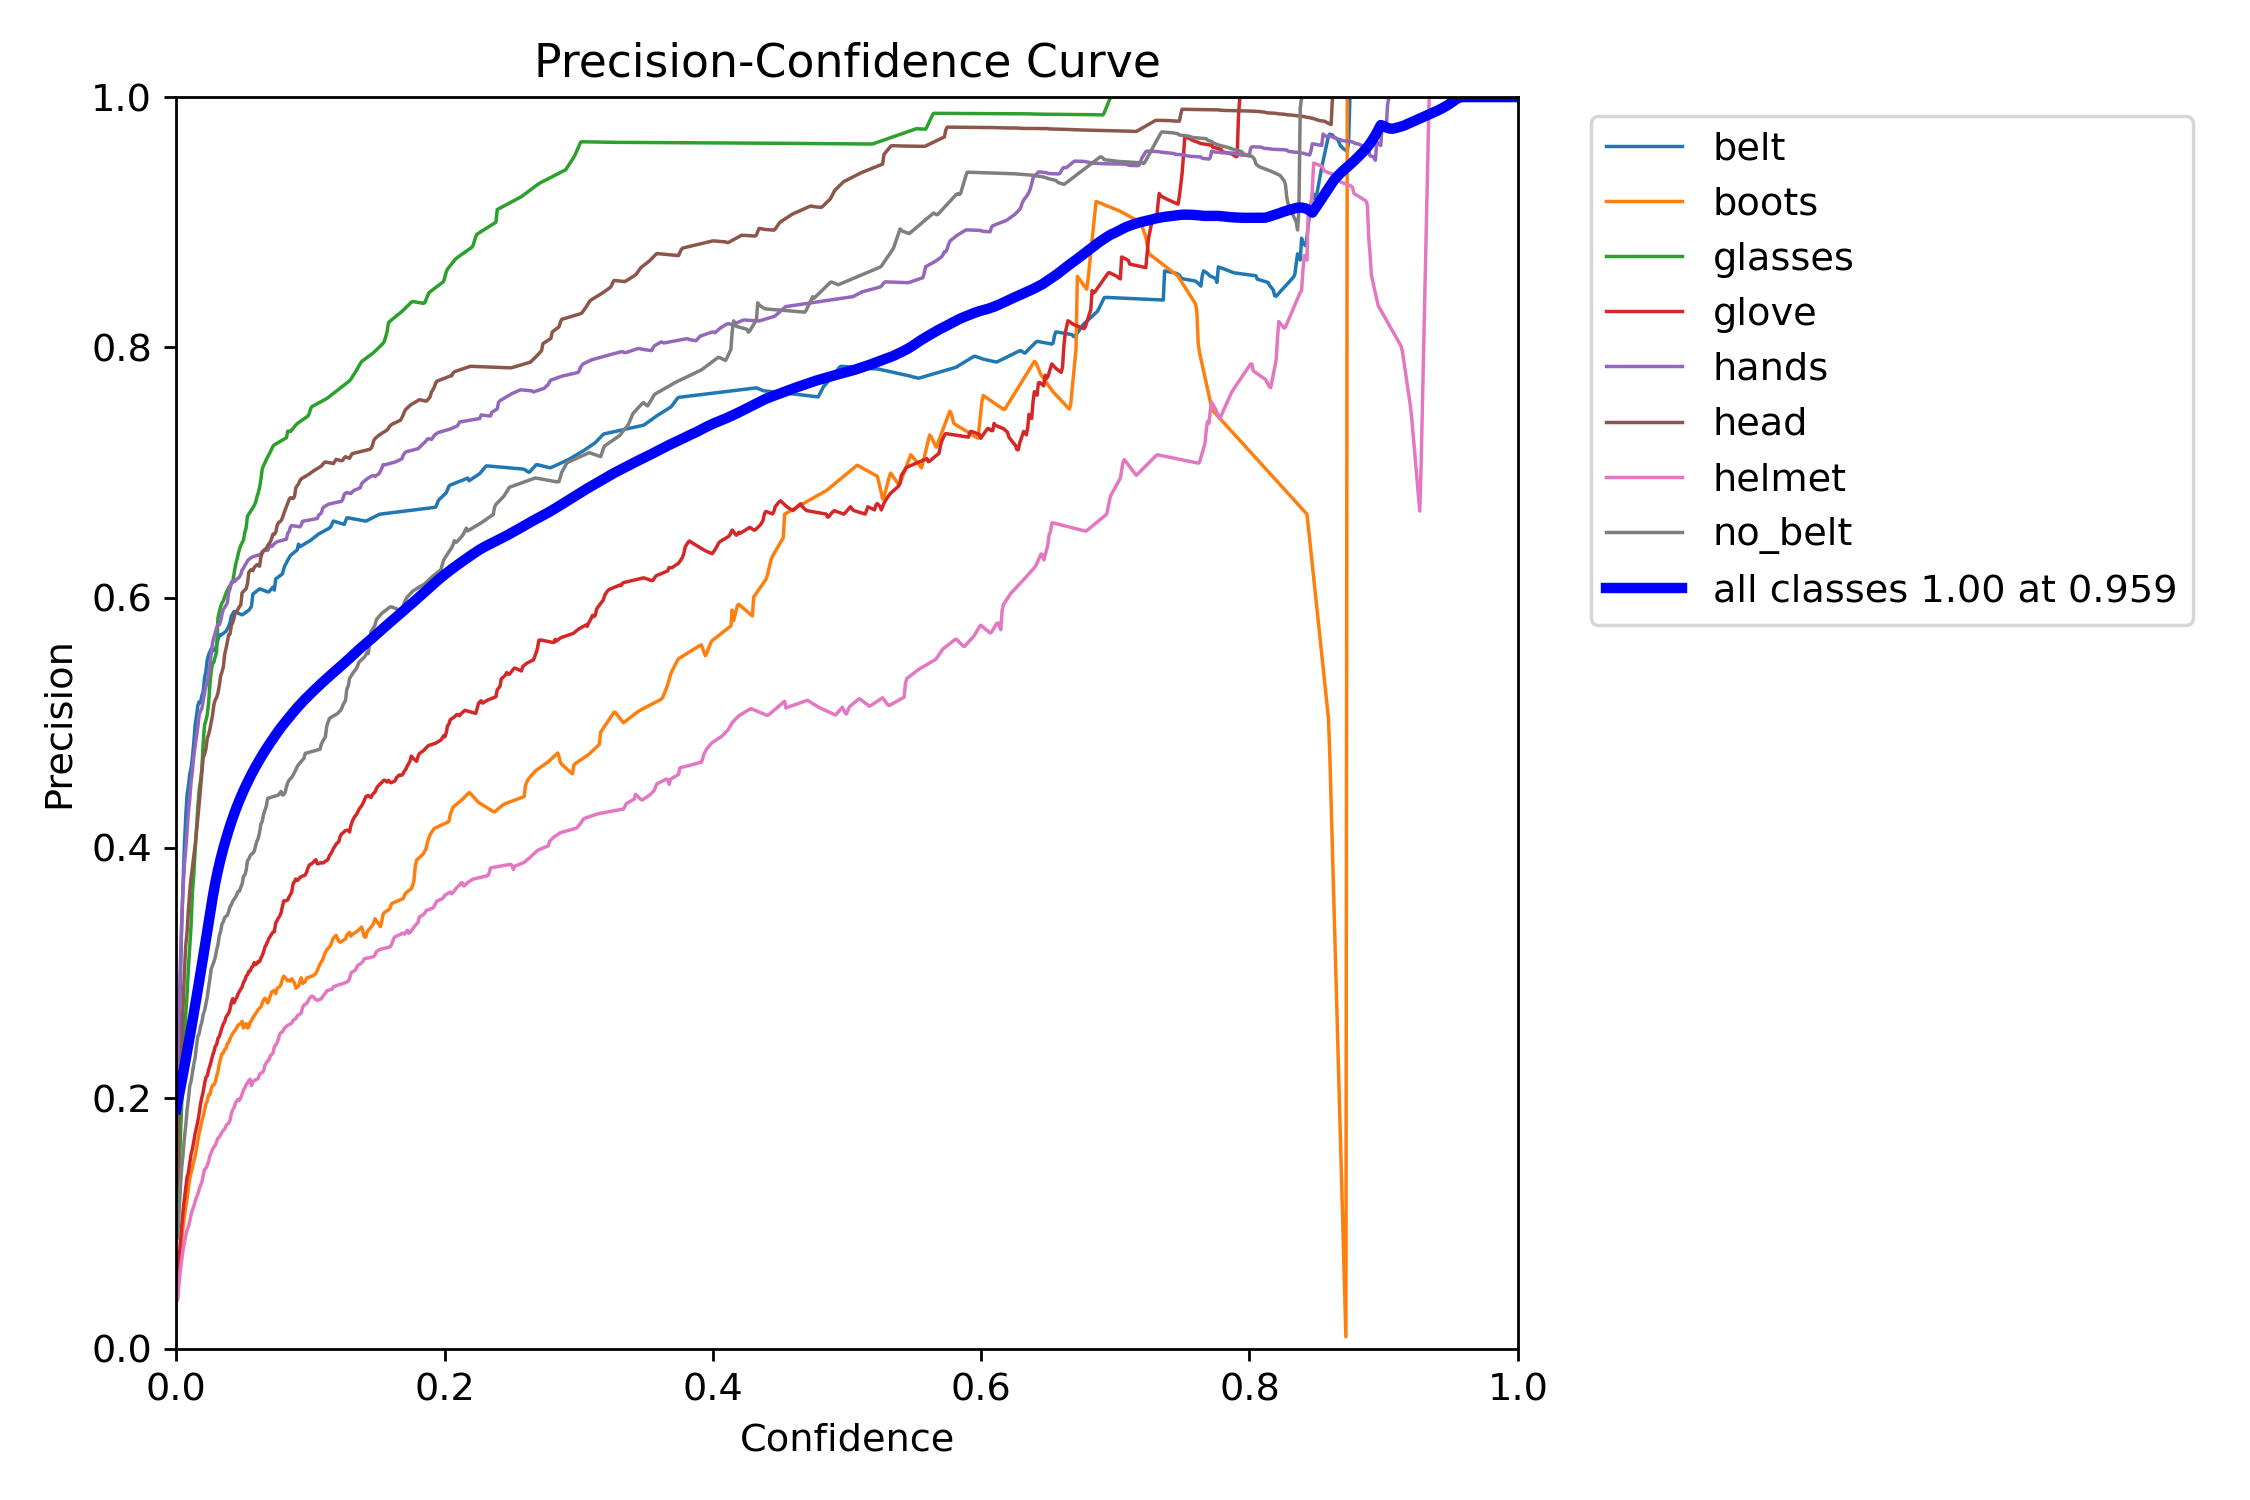 Precision-Confidence Curve
1.0
0.8
0.6
0.4
0.2
0.0
Precision
0.0 0.2 0.4 0.6 0.8 1.0
Confidence
belt
boots
glasses
glove
hands
head
helmet
no_belt
all classes 1.00 at 0.959